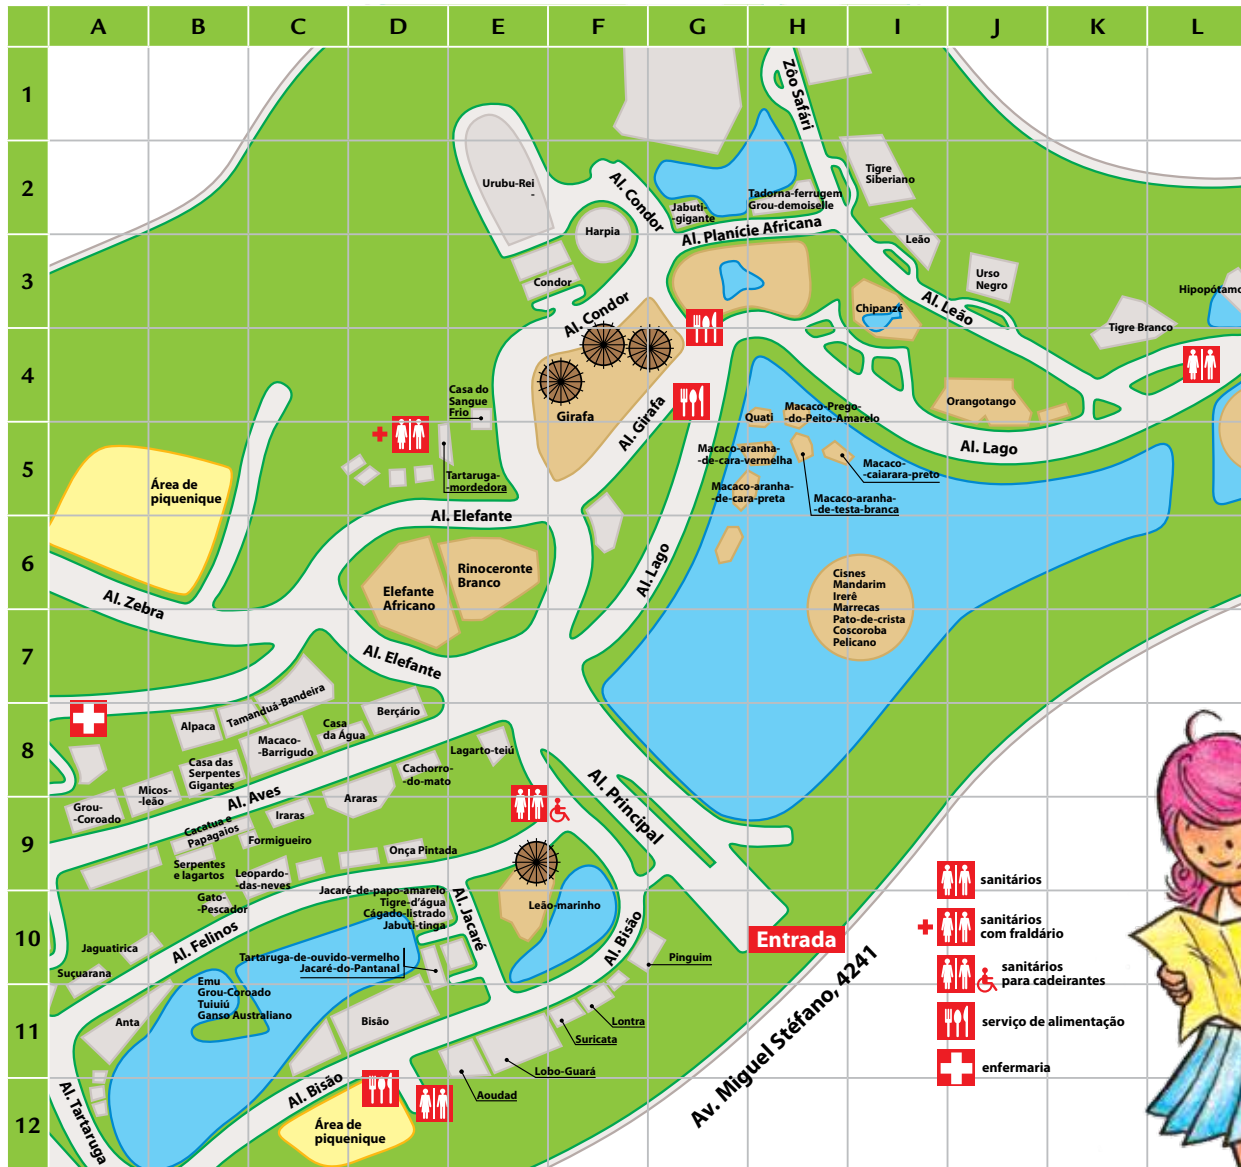 A B C D E F G H I J K L
1
2
3
4
5
6
7
8
9
10
11
12
Zôo Safári
Tigre
Siberiano
Urubu-Rei
-
Al. Condor
Tadorna-ferrugem
Grou-demoiselle
Jabuti-
-gigante
Harpia
Al. Planície Africana
Leão
Urso
Negro
Condor
Al. Condor
Chipanzé
Al. Leão
Hipopótamo
Tigre Branco
Casa do
Sangue
Frio
Girafa
Al. Girafa
Quati
Macaco-Prego-
-do-Peito-Amarelo
Orangotango
Al. Lago
Macaco-aranha-
-de-cara-vermelha
Macaco-
-caiarara-preto
Macaco-aranha-
-de-cara-preta
Macaco-aranha-
-de-testa-branca
Tartaruga-
-mordedora
Área de
piquenique
Al. Elefante
Al. Zebra
Elefante
Africano
Rinoceronte
Branco
Al. Lago
Cisnes
Mandarim
Irerê
Marrecas
Pato-de-crista
Coscoroba
Pelicano
Al. Elefante
Alpaca
Tamanduá-Bandeira
Berçário
Casa
da Água
Macaco-
-Barrigudo
Lagarto-teiú
Casa das
Serpentes
Gigantes
Cachorro-
-do-mato
Micos-
-leão
Grou-
-Coroado
Al. Aves
Araras
Al. Principal
Iraras
Cacatua e
Papagaios
Formigueiro
Onça Pintada
Serpentes
e lagartos
Leopardo-
-das-neves
Gato-
-Pescador
Jacaré-de-papo-amarelo
Tigre-d'água
Cágado-listrado
Jabuti-tinga
Al. Jacaré
Leão-marinho
Al. Bisão
Al. Felinos
Jaguatirica
Suçuarana
Tartaruga-de-ouvido-vermelho
Jacaré-do-Pantanal
Pinguim
Entrada
Emu
Grou-Coroado
Tuiuiú
Ganso Australiano
Anta
Bisão
Lontra
Suricata
Lobo-Guará
Aoudad
Al. Bisão
Al. Tartaruga
Área de
piquenique
Av. Miguel Stéfano, 4241
sanitários
sanitários
com fraldário
sanitários
para cadeirantes
serviço de alimentação
enfermaria